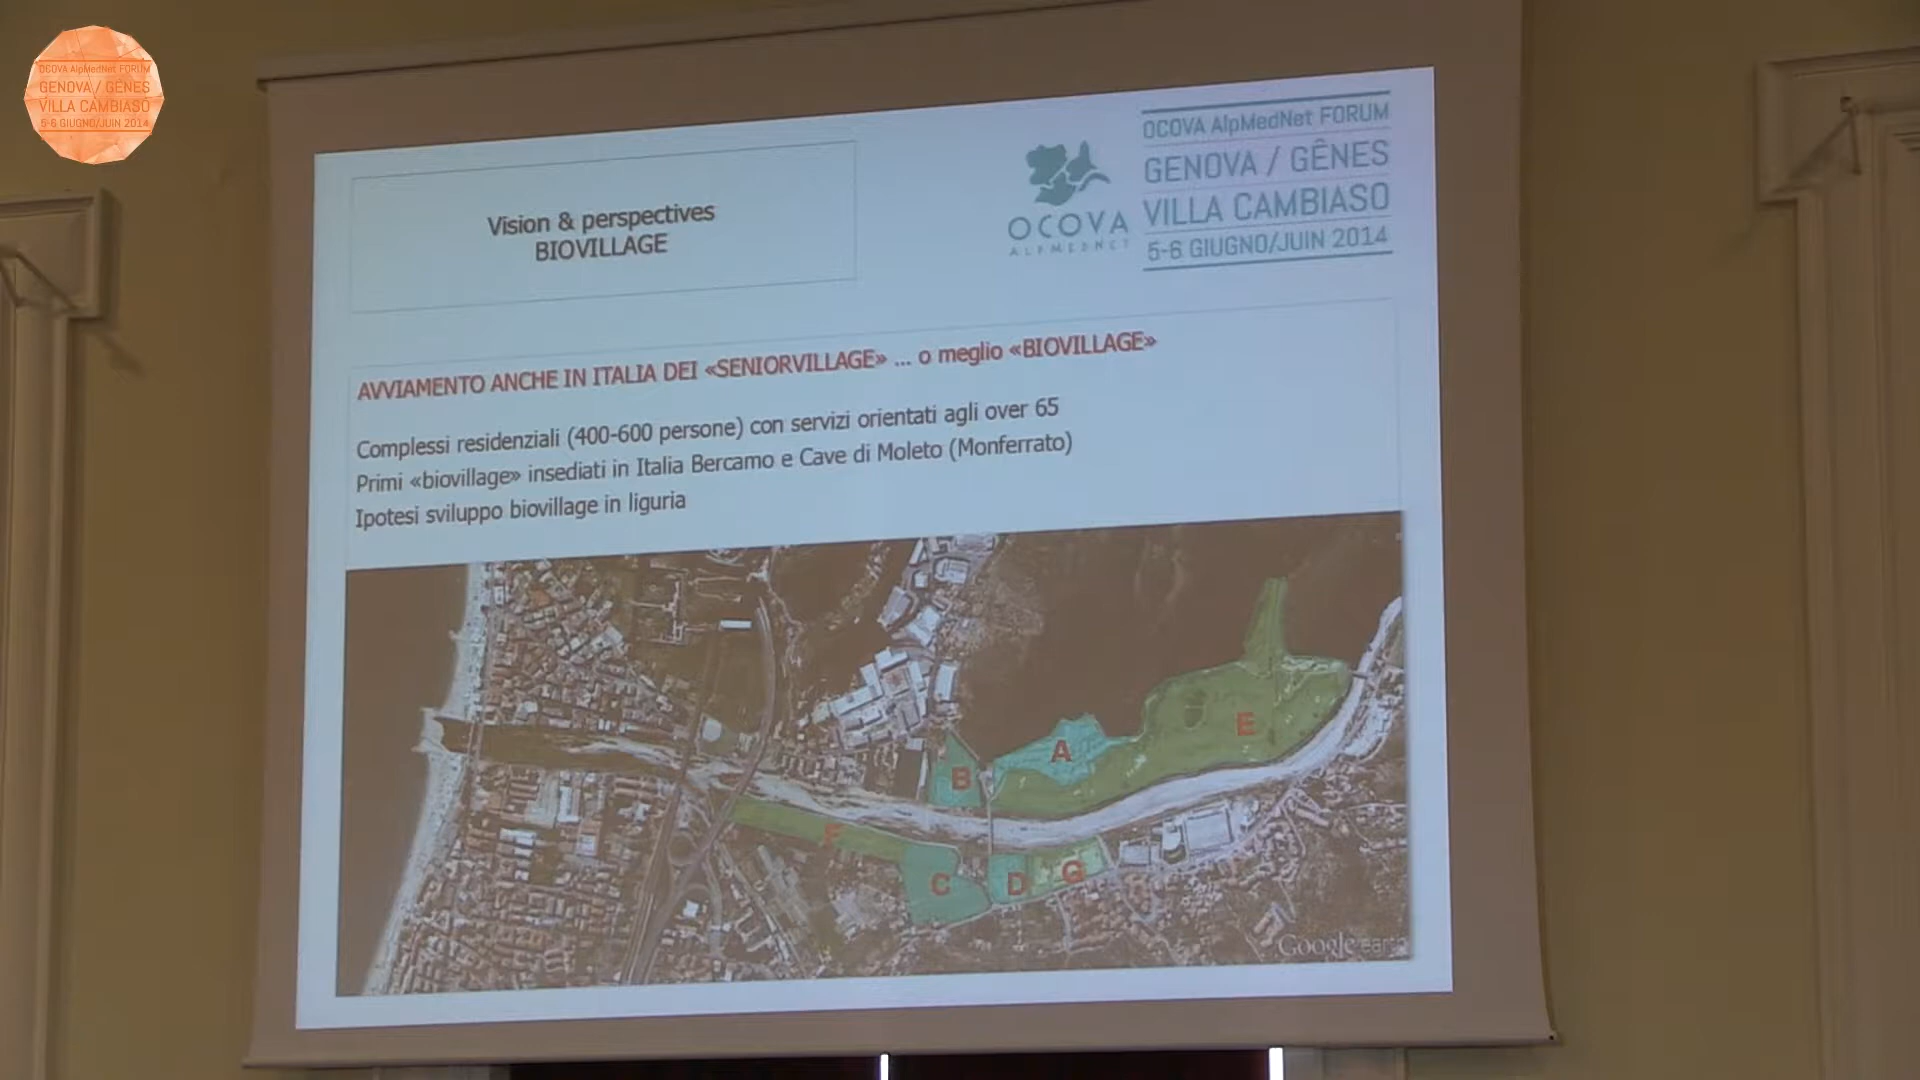 OCOVA AlpMedNet FORUM
GENOVA / GÊNES
VILLA CAMBIASO
5-6 GIUGNO/JUIN 2014
Vision & perspectives
BIOVILLAGE
OCOVA
ALPMEDNET
OCOVA AlpMedNet FORUM
GENOVA / GÊNES
VILLA CAMBIASO
5-6 GIUGNO/JUIN 2014
AVVIAMENTO ANCHE IN ITALIA DEI «SENIORVILLAGE» ... o meglio «BIOVILLAGE»
Complessi residenziali (400-600 persone) con servizi orientati agli over 65
Primi «biovillage» insediati in Italia Bercamo e Cave di Moleto (Monferrato)
Ipotesi sviluppo biovillage in liguria
E
A
B
F
C
D
G
Google earth